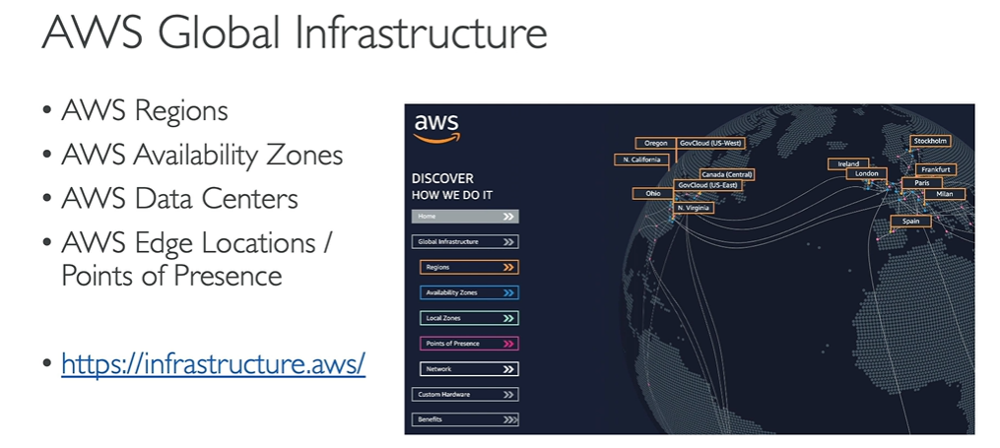 AWS Global Infrastructure
• AWS Regions
• AWS Availability Zones
• AWS Data Centers
• AWS Edge Locations /
Points of Presence
• https://infrastructure.aws/
aws
DISCOVER
HOW WE DO IT
Home
Global Infrastructure
Regions
Availability Zones
Local Zones
Points of Presence
Network
Custom Hardware
Benefits
Oregon
GovCloud (US-West)
N. California
Canada (Central)
GovCloud (US-East)
Ohio
N. Virginia
Stockholm
Ireland
London
Frankfurt
Paris
Milan
Spain